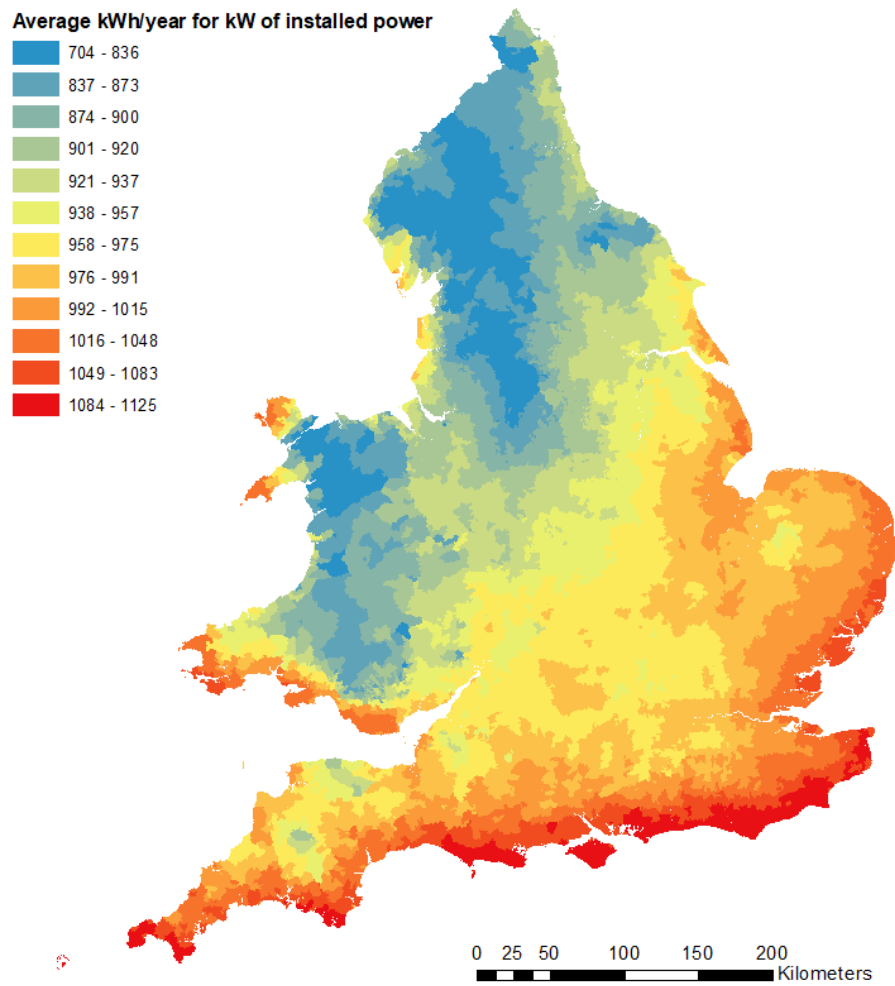 Average kWh/year for kW of installed power
704 - 836
837 - 873
874 - 900
901 - 920
921 - 937
938 - 957
958 - 975
976 - 991
992 - 1015
1016 - 1048
1049 - 1083
1084 - 1125
0 25 50 100 150 200
Kilometers